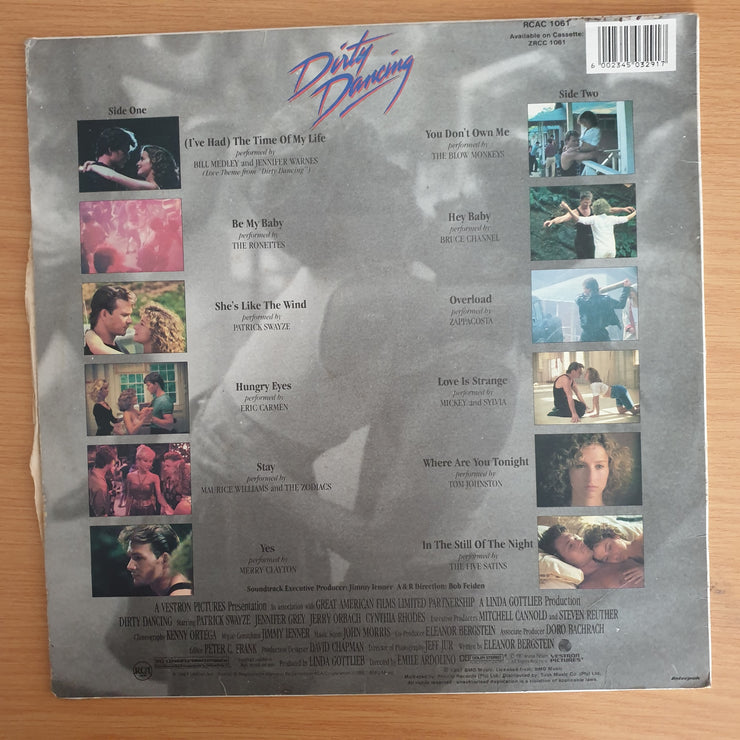 RCAC 1061
Available on Cassette:
ZRCC 1061
6 002345 032917
Dirty
Dancing
Side One
(I've Had) The Time Of My Life
performed by
BILL MEDLEY and JENNIFER WARNES
(Love Theme from "Dirty Dancing")
Be My Baby
performed by
THE RONETTES
She's Like The Wind
performed by
PATRICK SWAYZE
Hungry Eyes
performed by
ERIC CARMEN
Stay
performed by
MAURICE WILLIAMS and THE ZODIACS
Yes
performed by
MERRY CLAYTON
Side Two
You Don't Own Me
performed by
THE BLOW MONKEYS
Hey Baby
performed by
BRUCE CHANNEL
Overload
performed by
ZAPPACOSTA
Love Is Strange
performed by
MICKEY and SYLVIA
Where Are You Tonight
performed by
TOM JOHNSTON
In The Still Of The Night
performed by
THE FIVE SATINS
Soundtrack Executive Producer: Jimmy Ienner A & R Direction: Bob Feiden
A VESTRON PICTURES Presentation In association with GREAT AMERICAN FILMS LIMITED PARTNERSHIP A LINDA GOTTLIEB Production
DIRTY DANCING Starring PATRICK SWAYZE JENNIFER GREY JERRY ORBACH CYNTHIA RHODES Executive Producers MITCHELL CANNOLD and STEVEN REUTHER
Choreography KENNY ORTEGA Music Consultant JIMMY IENNER Music Score JOHN MORRIS Co-Producer ELEANOR BERGSTEIN Associate Producer DORO BACHRACH
Editor PETER C. FRANK Production Designer DAVID CHAPMAN Director of Photography JEFF JUR Written by ELEANOR BERGSTEIN
Produced by LINDA GOTTLIEB Directed by EMILE ARDOLINO
RCA
VESTRON
PICTURES
interpak